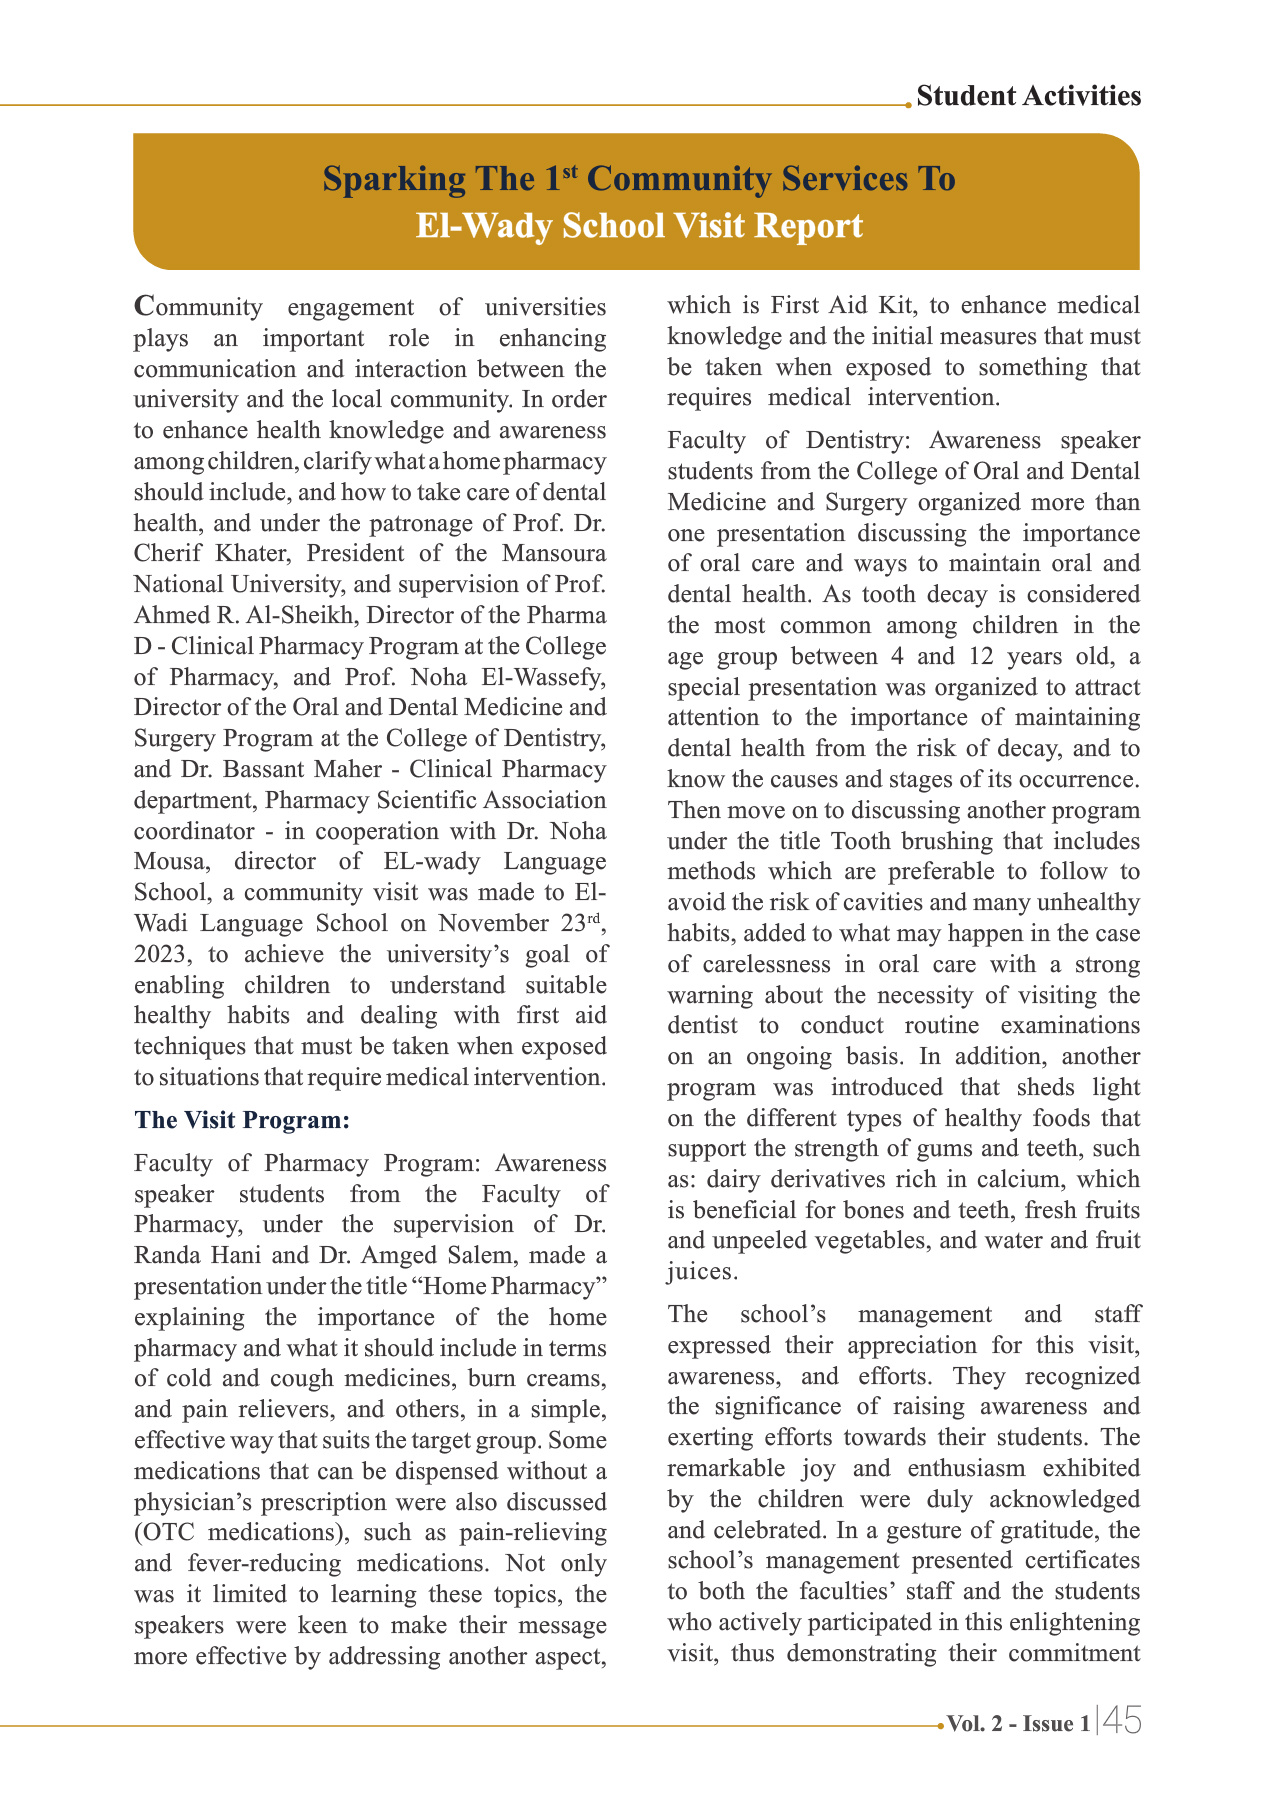 Student Activities
Sparking The 1st Community Services To
El-Wady School Visit Report
Community engagement of universities
plays an important role in enhancing
communication and interaction between the
university and the local community. In order
to enhance health knowledge and awareness
among children, clarify what a home pharmacy
should include, and how to take care of dental
health, and under the patronage of Prof. Dr.
Cherif Khater, President of the Mansoura
National University, and supervision of Prof.
Ahmed R. Al-Sheikh, Director of the Pharma
D - Clinical Pharmacy Program at the College
of Pharmacy, and Prof. Noha El-Wassefy,
Director of the Oral and Dental Medicine and
Surgery Program at the College of Dentistry,
and Dr. Bassant Maher - Clinical Pharmacy
department, Pharmacy Scientific Association
coordinator - in cooperation with Dr. Noha
Mousa, director of EL-wady Language
School, a community visit was made to El-
Wadi Language School on November 23rd,
2023, to achieve the university’s goal of
enabling children to understand suitable
healthy habits and dealing with first aid
techniques that must be taken when exposed
to situations that require medical intervention.
The Visit Program:
Faculty of Pharmacy Program: Awareness
speaker students from the Faculty of
Pharmacy, under the supervision of Dr.
Randa Hani and Dr. Amged Salem, made a
presentation under the title “Home Pharmacy”
explaining the importance of the home
pharmacy and what it should include in terms
of cold and cough medicines, burn creams,
and pain relievers, and others, in a simple,
effective way that suits the target group. Some
medications that can be dispensed without a
physician’s prescription were also discussed
(OTC medications), such as pain-relieving
and fever-reducing medications. Not only
was it limited to learning these topics, the
speakers were keen to make their message
more effective by addressing another aspect,
which is First Aid Kit, to enhance medical
knowledge and the initial measures that must
be taken when exposed to something that
requires medical intervention.
Faculty of Dentistry: Awareness speaker
students from the College of Oral and Dental
Medicine and Surgery organized more than
one presentation discussing the importance
of oral care and ways to maintain oral and
dental health. As tooth decay is considered
the most common among children in the
age group between 4 and 12 years old, a
special presentation was organized to attract
attention to the importance of maintaining
dental health from the risk of decay, and to
know the causes and stages of its occurrence.
Then move on to discussing another program
under the title Tooth brushing that includes
methods which are preferable to follow to
avoid the risk of cavities and many unhealthy
habits, added to what may happen in the case
of carelessness in oral care with a strong
warning about the necessity of visiting the
dentist to conduct routine examinations
on an ongoing basis. In addition, another
program was introduced that sheds light
on the different types of healthy foods that
support the strength of gums and teeth, such
as: dairy derivatives rich in calcium, which
is beneficial for bones and teeth, fresh fruits
and unpeeled vegetables, and water and fruit
juices.
The school’s management and staff
expressed their appreciation for this visit,
awareness, and efforts. They recognized
the significance of raising awareness and
exerting efforts towards their students. The
remarkable joy and enthusiasm exhibited
by the children were duly acknowledged
and celebrated. In a gesture of gratitude, the
school’s management presented certificates
to both the faculties’ staff and the students
who actively participated in this enlightening
visit, thus demonstrating their commitment
Vol. 2 - Issue 1 |45